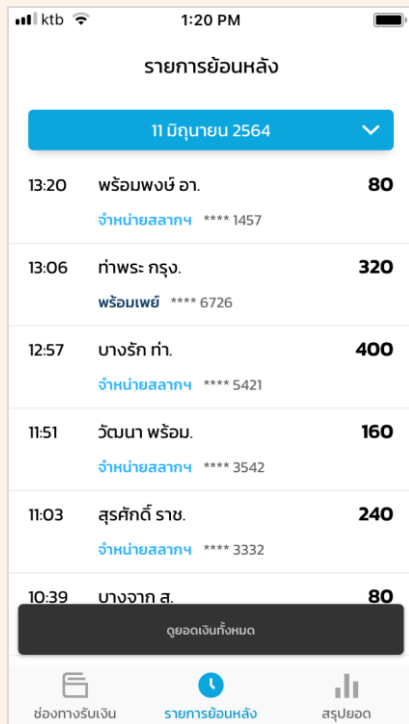 ktb 1:20 PM
รายการย้อนหลัง
11 มิถุนายน 2564
13:20 พร้อมพงษ์ อา. 80
จำหน่ายสลากฯ **** 1457
13:06 ท่าพระ กรุง. 320
พร้อมเพย์ **** 6726
12:57 บางรัก ท่า. 400
จำหน่ายสลากฯ **** 5421
11:51 วัฒนา พร้อม. 160
จำหน่ายสลากฯ **** 3542
11:03 สุรศักดิ์ ราช. 240
จำหน่ายสลากฯ **** 3332
10:39 บางจาก ส. 80
ดูยอดเงินทั้งหมด
ช่องทางรับเงิน รายการย้อนหลัง สรุปยอด